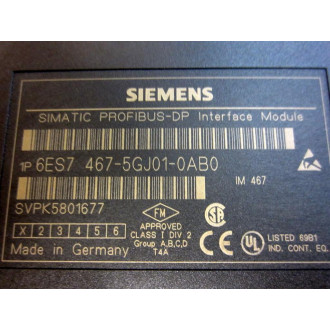 SIEMENS
SIMATIC PROFIBUS-DP Interface Module
1P 6ES7 467-5GJ01-0AB0
IM 467
SVPK5801677
X 2 3 4 5 6
Made in Germany
FM
APPROVED
CLASS I DIV 2
Group A,B,C,D
T4A
UL
LISTED 69B1
IND. CONT. EQ.